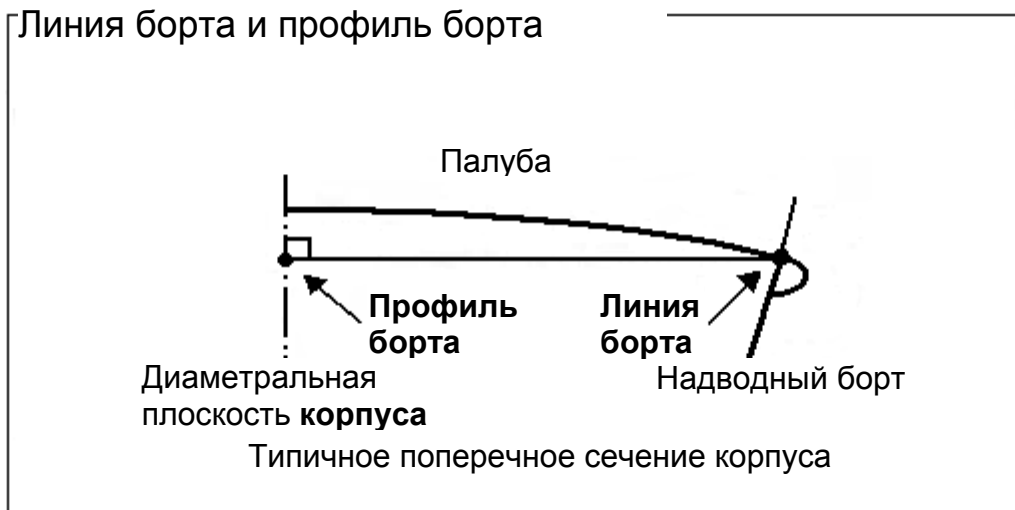 Линия борта и профиль борта
Палуба
Профиль
борта
Линия
борта
Диаметральная
плоскость корпуса
Надводный борт
Типичное поперечное сечение корпуса